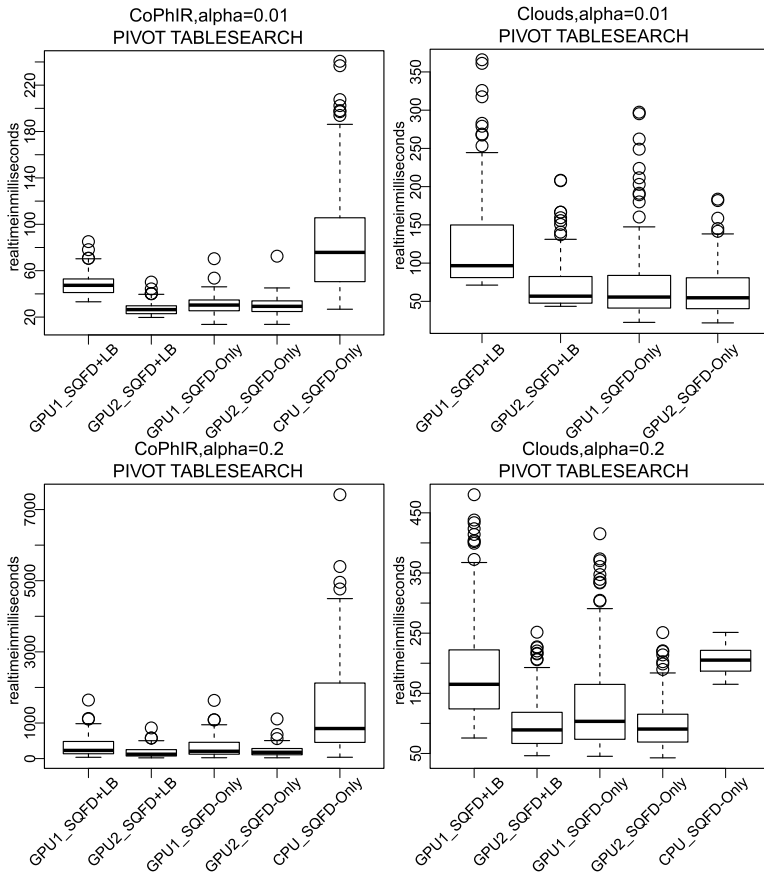 CoPhIR,alpha=0.01
PIVOT TABLESEARCH
realtimeinmilliseconds
220
180
140
100
60
20
GPU1_SQFD+LB
GPU2_SQFD+LB
GPU1_SQFD-Only
GPU2_SQFD-Only
CPU_SQFD-Only
Clouds,alpha=0.01
PIVOT TABLESEARCH
realtimeinmilliseconds
350
300
250
200
150
100
50
GPU1_SQFD+LB
GPU2_SQFD+LB
GPU1_SQFD-Only
GPU2_SQFD-Only
CoPhIR,alpha=0.2
PIVOT TABLESEARCH
realtimeinmilliseconds
7000
5000
3000
1000
0
GPU1_SQFD+LB
GPU2_SQFD+LB
GPU1_SQFD-Only
GPU2_SQFD-Only
CPU_SQFD-Only
Clouds,alpha=0.2
PIVOT TABLESEARCH
realtimeinmilliseconds
450
350
250
150
50
GPU1_SQFD+LB
GPU2_SQFD+LB
GPU1_SQFD-Only
GPU2_SQFD-Only
CPU_SQFD-Only